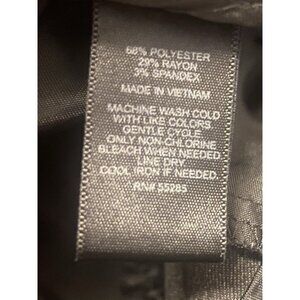 68% POLYESTER
29% RAYON
3% SPANDEX
MADE IN VIETNAM
MACHINE WASH COLD
WITH LIKE COLORS.
GENTLE CYCLE.
ONLY NON-CHLORINE
BLEACH WHEN NEEDED.
LINE DRY.
COOL IRON IF NEEDED.
RN# 55285